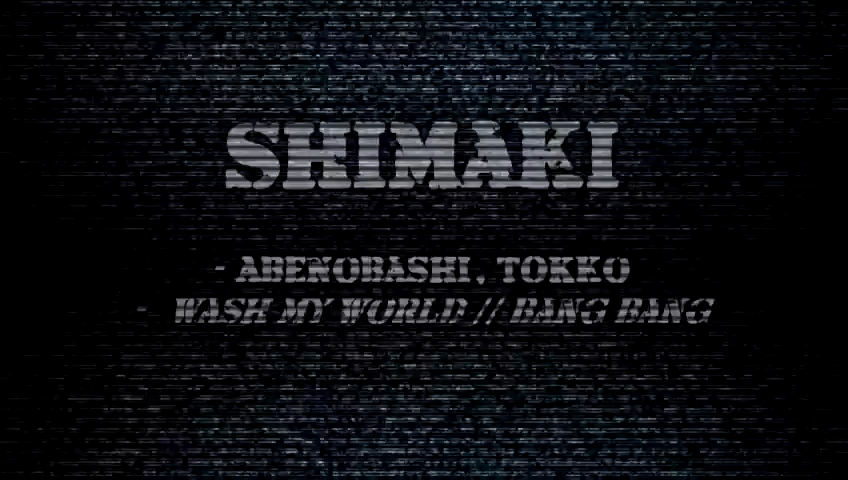 SHIMAKI
- ABENOBASHI, TOKKO
- WASH MY WORLD // BANG BANG